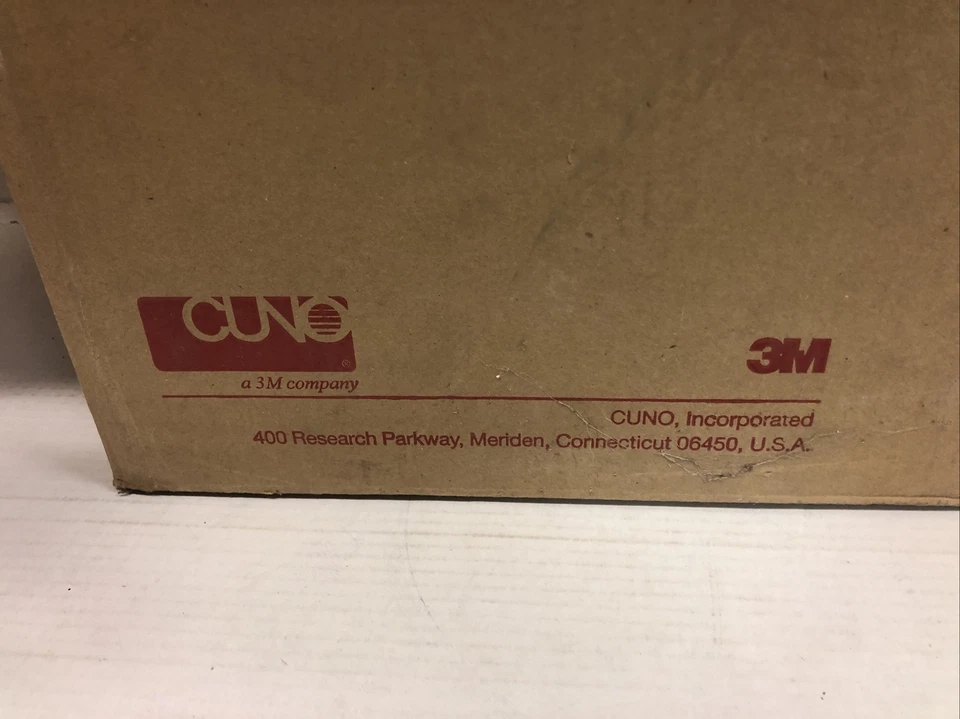 CUNO
a 3M company
3M
CUNO, Incorporated
400 Research Parkway, Meriden, Connecticut 06450, U.S.A.